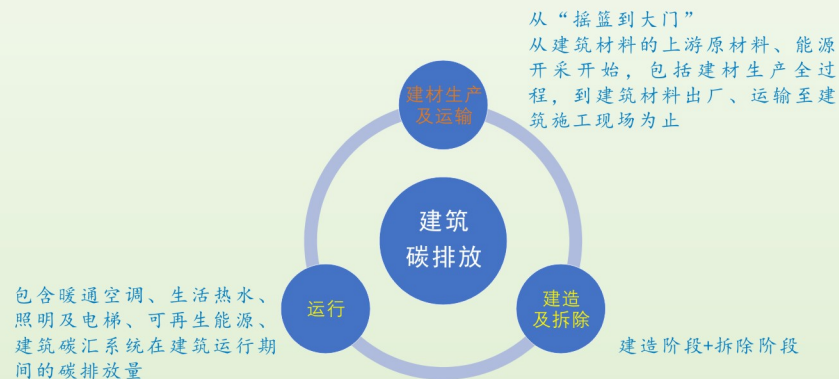 从“摇篮到大门”
从建筑材料的上游原材料、能源
开采开始，包括建材生产全过
程，到建筑材料出厂、运输至建
筑施工现场为止
建材生产
及运输
建筑
碳排放
包含暖通空调、生活热水、
照明及电梯、可再生能源、
建筑碳汇系统在建筑运行期
间的碳排放量
运行
建造
及拆除
建造阶段+拆除阶段